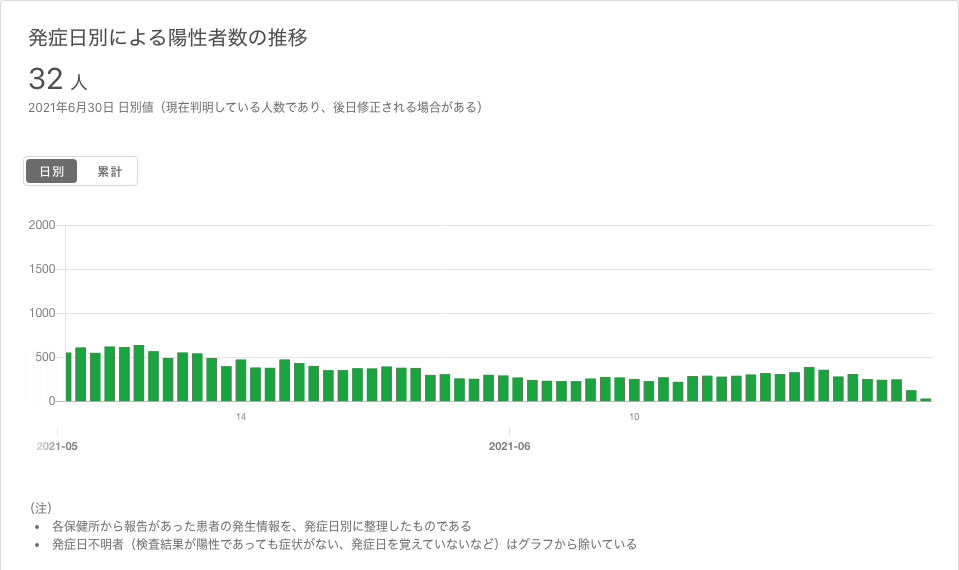 発症日別による陽性者数の推移
32 人
2021年6月30日 日別値（現在判明している人数であり、後日修正される場合がある）
日別 累計
2000
1500
1000
500
0
14 10
2021-05 2021-06
（注）
• 各保健所から報告があった患者の発生情報を、発症日別に整理したものである
• 発症日不明者（検査結果が陽性であっても症状がない、発症日を覚えていないなど）はグラフから除いている